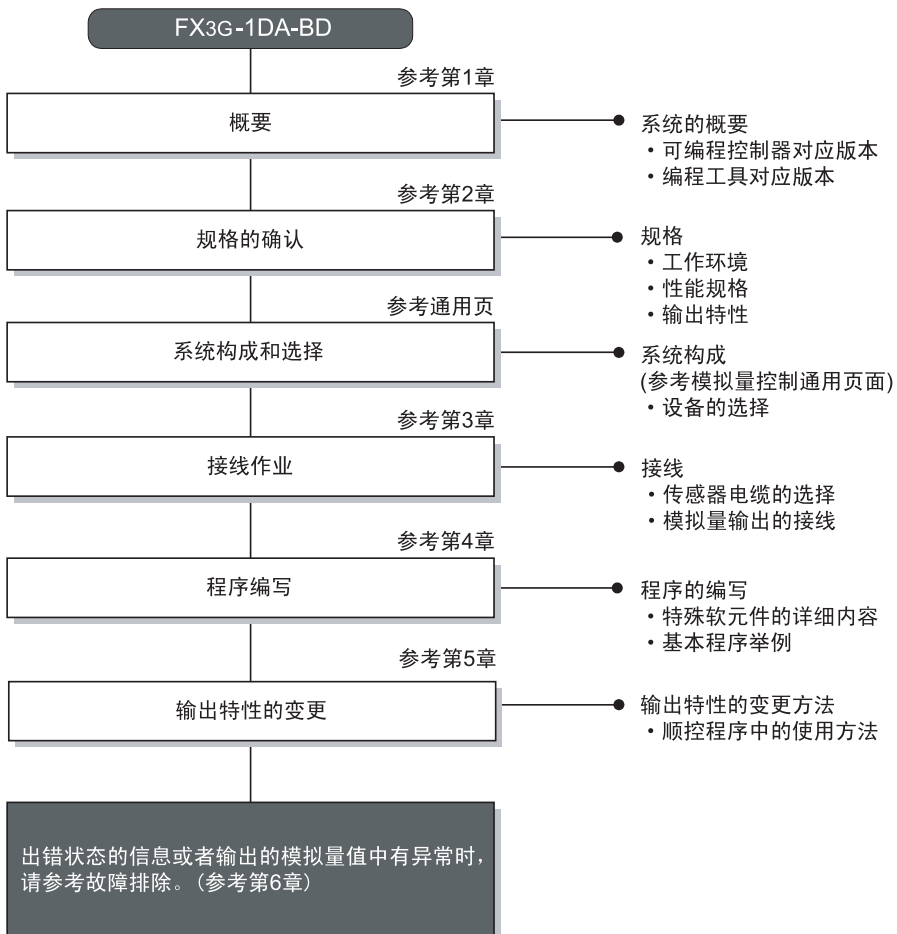 FX3G-1DA-BD
参考第1章
概要
系统的概要
・可编程控制器对应版本
・编程工具对应版本
参考第2章
规格的确认
规格
・工作环境
・性能规格
・输出特性
参考通用页
系统构成和选择
系统构成
(参考模拟量控制通用页面)
・设备的选择
参考第3章
接线作业
接线
・传感器电缆的选择
・模拟量输出的接线
参考第4章
程序编写
程序的编写
・特殊软元件的详细内容
・基本程序举例
参考第5章
输出特性的变更
输出特性的变更方法
・顺控程序中的使用方法
出错状态的信息或者输出的模拟量值中有异常时，
请参考故障排除。(参考第6章)